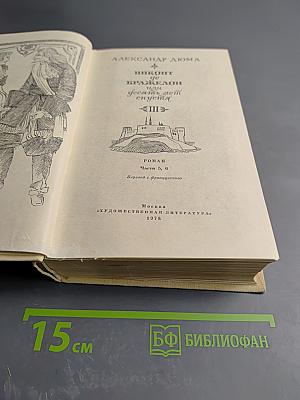 АЛЕКСАНДР ДЮМА
ВИКОНТ
де
БРАЖЕЛОН
или
десять лет
спустя
III
РОМАН
Части 5, 6
Перевод с французского
Москва
«ХУДОЖЕСТВЕННАЯ ЛИТЕРАТУРА»
1978
15 см
БФ БИБЛИОФАН